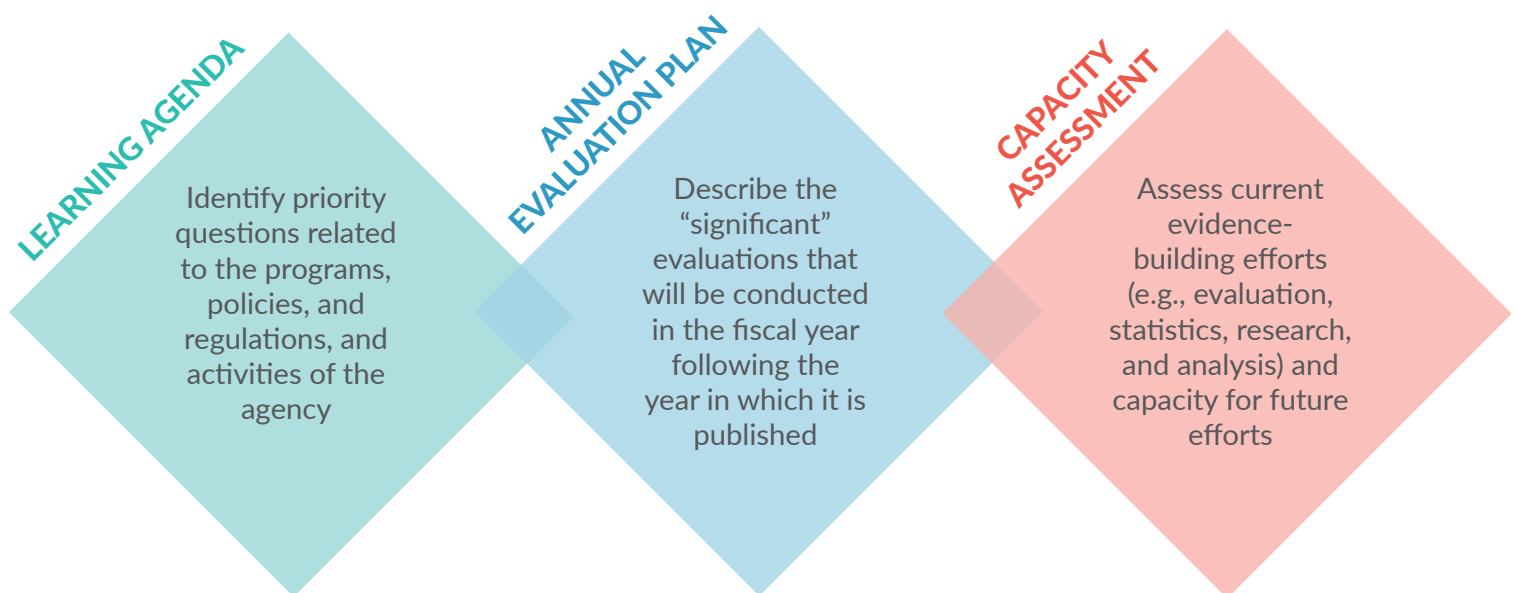 LEARNING AGENDA
Identify priority
questions related
to the programs,
policies, and
regulations, and
activities of the
agency
ANNUAL
EVALUATION PLAN
Describe the
“significant”
evaluations that
will be conducted
in the fiscal year
following the
year in which it is
published
CAPACITY
ASSESSMENT
Assess current
evidence-
building efforts
(e.g., evaluation,
statistics, research,
and analysis) and
capacity for future
efforts